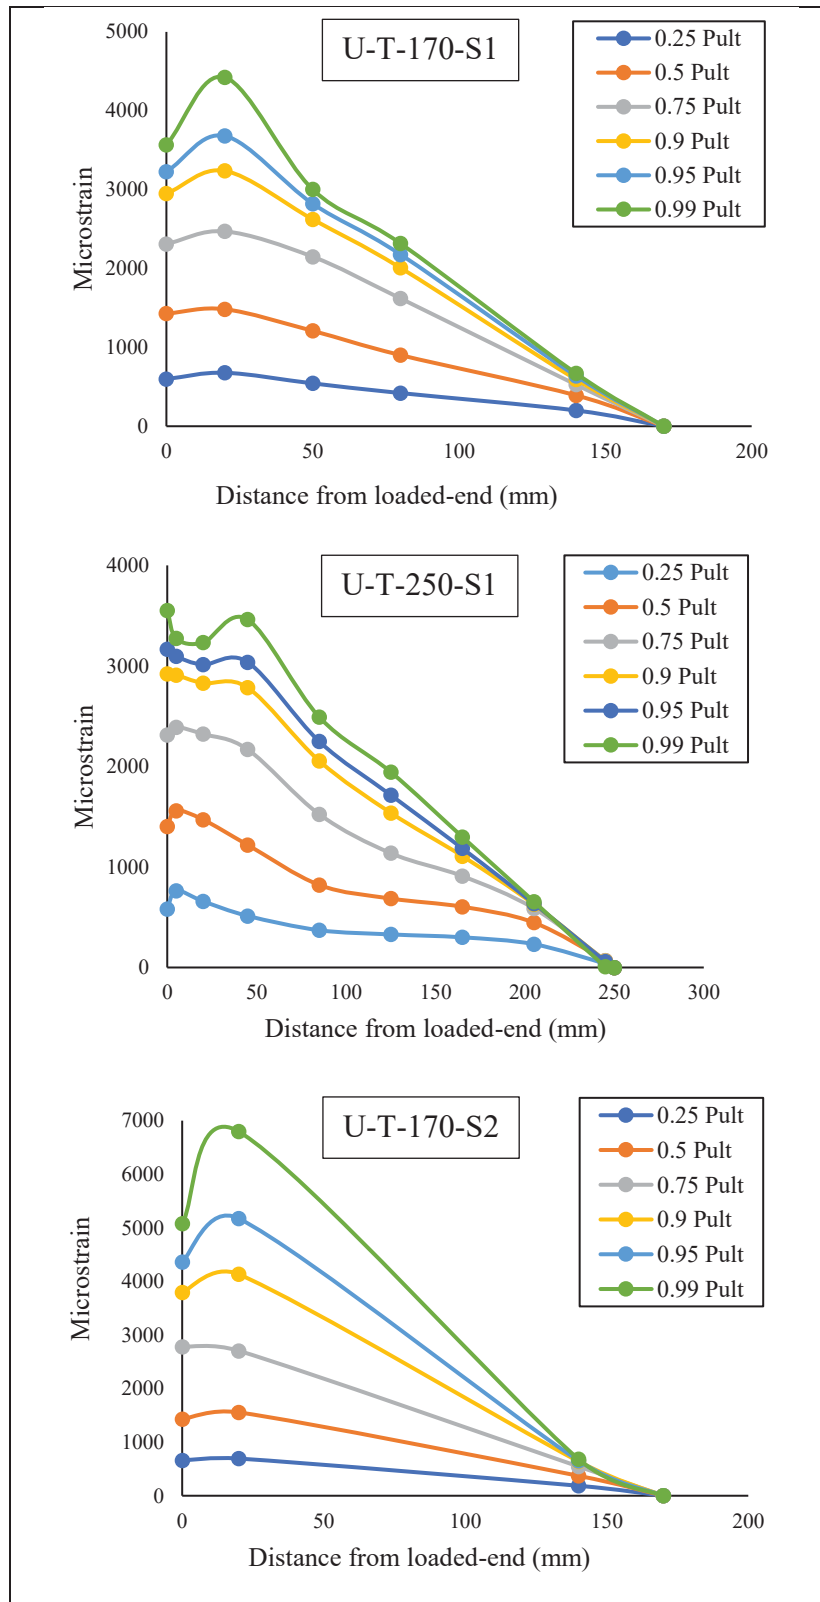 U-T-170-S1
5000
4000
3000
2000
1000
0
Microstrain
0 50 100 150 200
Distance from loaded-end (mm)
0.25 Pult
0.5 Pult
0.75 Pult
0.9 Pult
0.95 Pult
0.99 Pult
U-T-250-S1
4000
3000
2000
1000
0
Microstrain
0 50 100 150 200 250 300
Distance from loaded-end (mm)
0.25 Pult
0.5 Pult
0.75 Pult
0.9 Pult
0.95 Pult
0.99 Pult
U-T-170-S2
7000
6000
5000
4000
3000
2000
1000
0
Microstrain
0 50 100 150 200
Distance from loaded-end (mm)
0.25 Pult
0.5 Pult
0.75 Pult
0.9 Pult
0.95 Pult
0.99 Pult